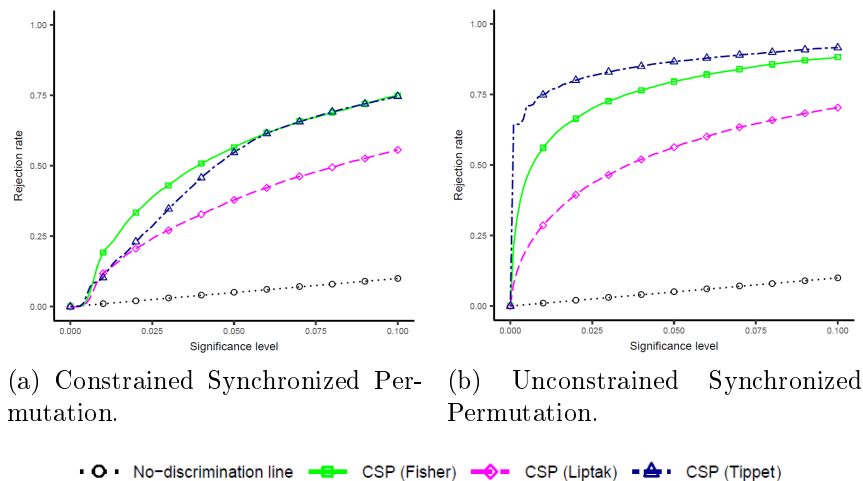 1.00
0.75
0.50
0.25
0.00
Rejection rate
0.000
0.025
0.050
0.075
0.100
Significance level
1.00
0.75
0.50
0.25
0.00
Rejection rate
0.000
0.025
0.050
0.075
0.100
Significance level
(a) Constrained Synchronized Per-
mutation.
(b) Unconstrained Synchronized
Permutation.
No-discrimination line
CSP (Fisher)
CSP (Liptak)
CSP (Tippet)